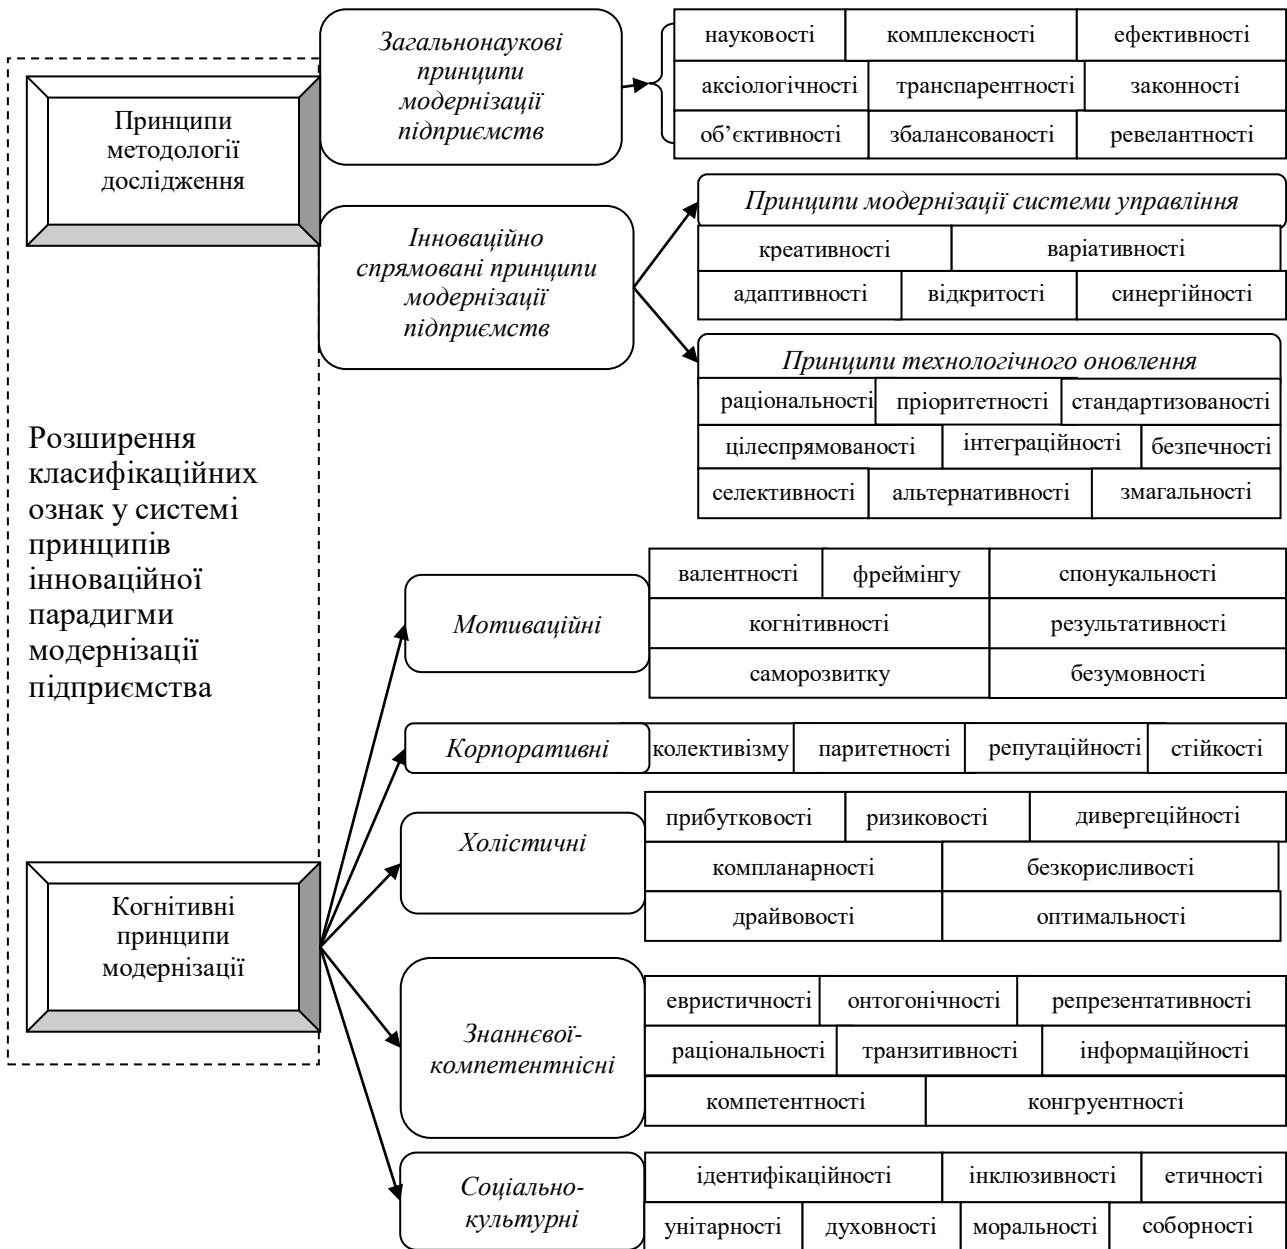 Загальнонаукові
принципи
модернізації
підприємств
науковості комплексності ефективності
аксіологічності транспарентності законності
об’єктивності збалансованості ревелантності
Принципи
методології
дослідження
Інноваційно
спрямовані принципи
модернізації
підприємств
Принципи модернізації системи управління
креативності варіативності
адаптивності відкритості синергійності
Принципи технологічного оновлення
раціональності пріоритетності стандартизованості
цілеспрямованості інтеграційності безпечності
селективності альтернативності змагальності
Розширення
класифікаційних
ознак у системі
принципів
інноваційної
парадигми
модернізації
підприємства
Когнітивні
принципи
модернізації
Мотиваційні
валентності фреймінгу спонукальності
когнітивності результативності
саморозвитку безумовності
Корпоративні
колективізму паритетності репутаційності стійкості
Холістичні
прибутковості ризиковості дивергеційності
компланарності безкорисливості
драйвовості оптимальності
Знаннєвої-
компетентнісні
евристичності онтогонічності репрезентативності
раціональності транзитивності інформаційності
компетентності конгруентності
Соціально-
культурні
ідентифікаційності інклюзивності етичності
унітарності духовності моральності соборності